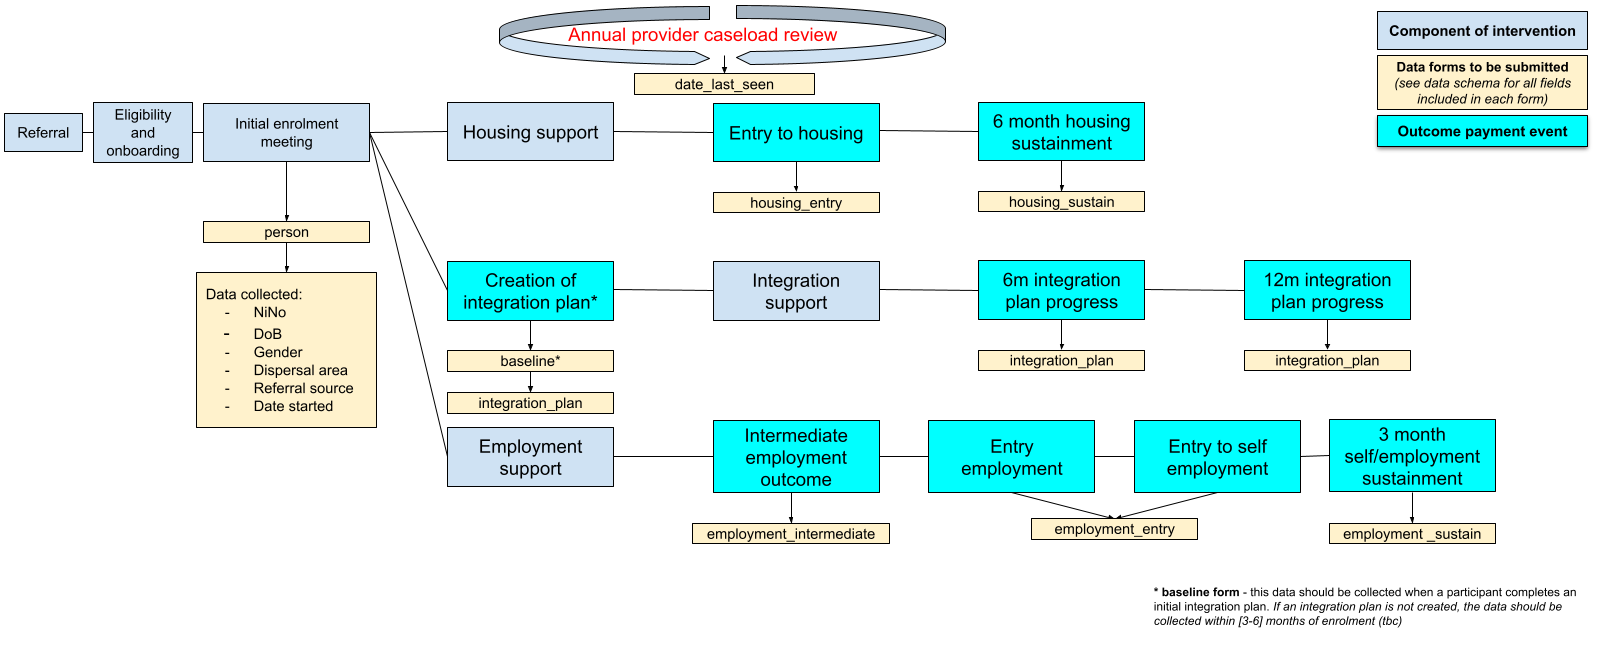 Annual provider caseload review
date_last_seen
Component of intervention
Data forms to be submitted
(see data schema for all fields
included in each form)
Outcome payment event
Referral
Eligibility
and
onboarding
Initial enrolment
meeting
Housing support
Entry to housing
6 month housing
sustainment
housing_entry
housing_sustain
person
Data collected:
- NiNo
- DoB
- Gender
- Dispersal area
- Referral source
- Date started
Creation of
integration plan*
Integration
support
6m integration
plan progress
12m integration
plan progress
baseline*
integration_plan
integration_plan
integration_plan
Employment
support
Intermediate
employment
outcome
Entry
employment
Entry to self
employment
3 month
self/employment
sustainment
employment_intermediate
employment_entry
employment _sustain
* baseline form - this data should be collected when a participant completes an
initial integration plan. If an integration plan is not created, the data should be
collected within [3-6] months of enrolment (tbc)